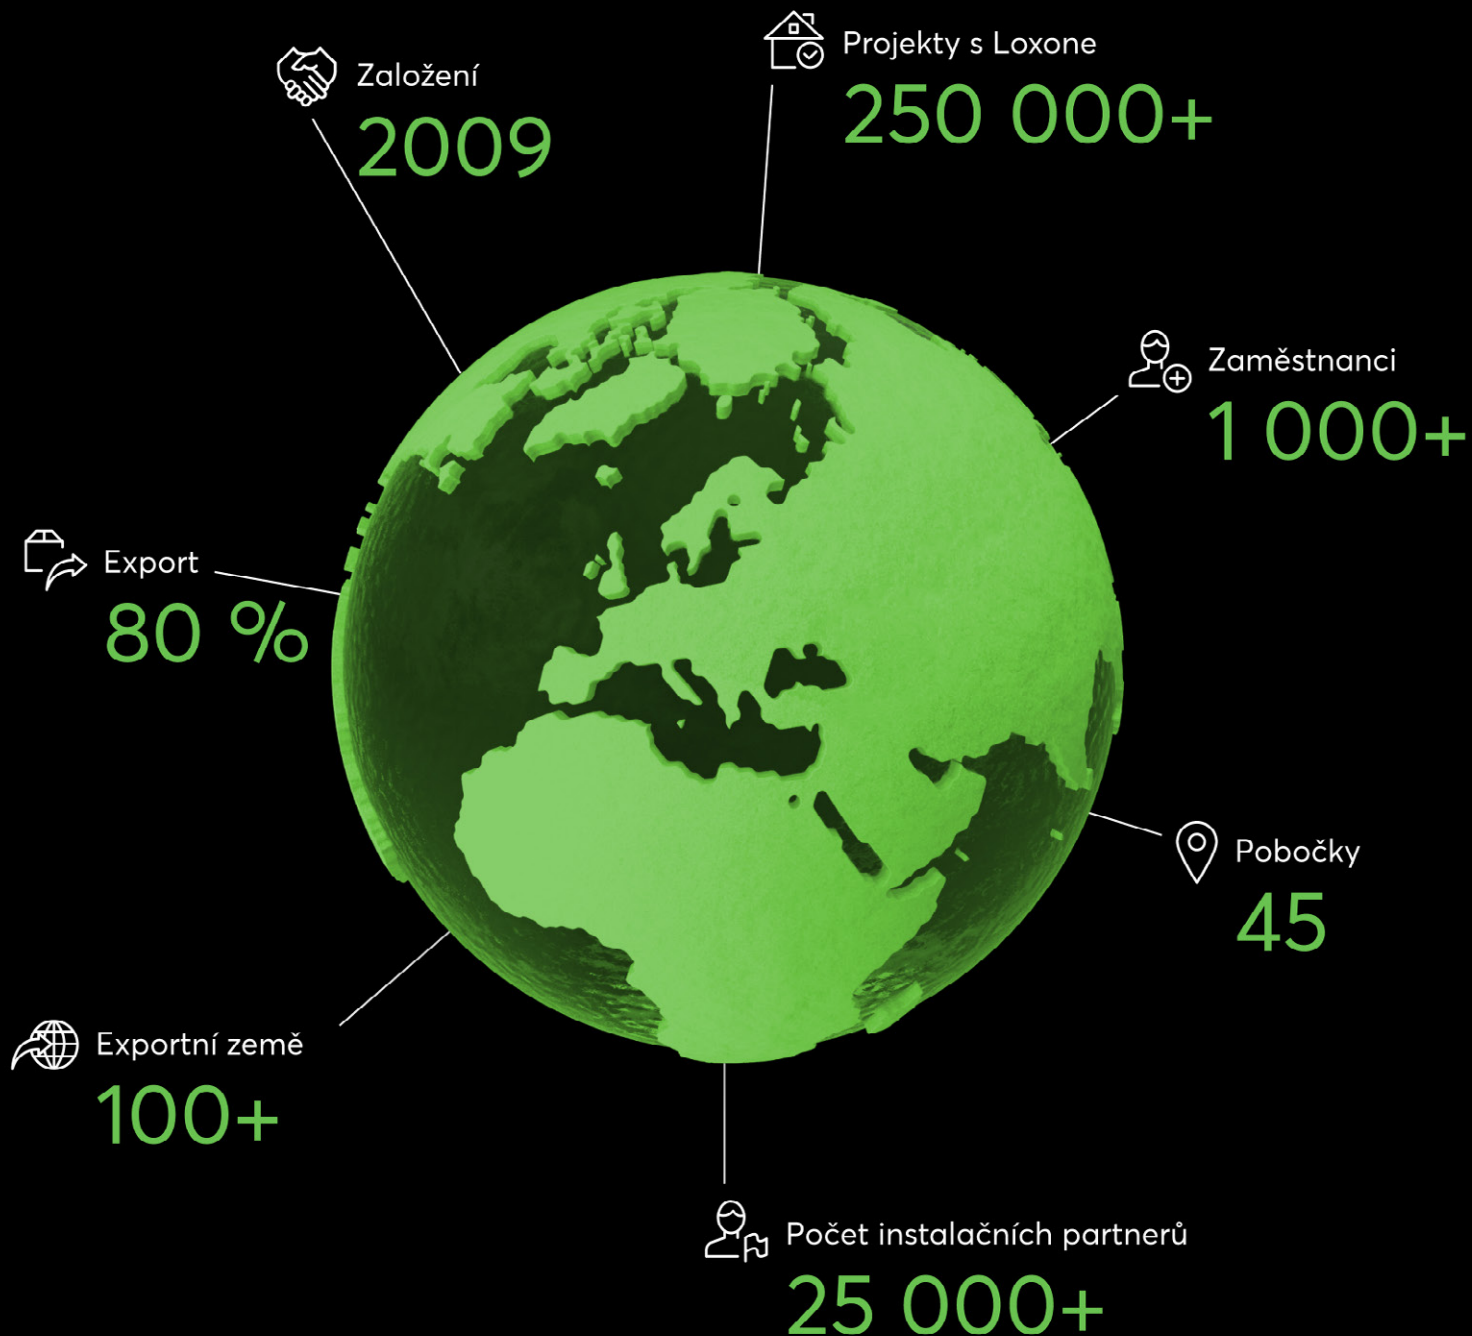 Projekty s Loxone
250 000+
Založení
2009
Zaměstnanci
1 000+
Export
80 %
Pobočky
45
Exportní země
100+
Počet instalačních partnerů
25 000+